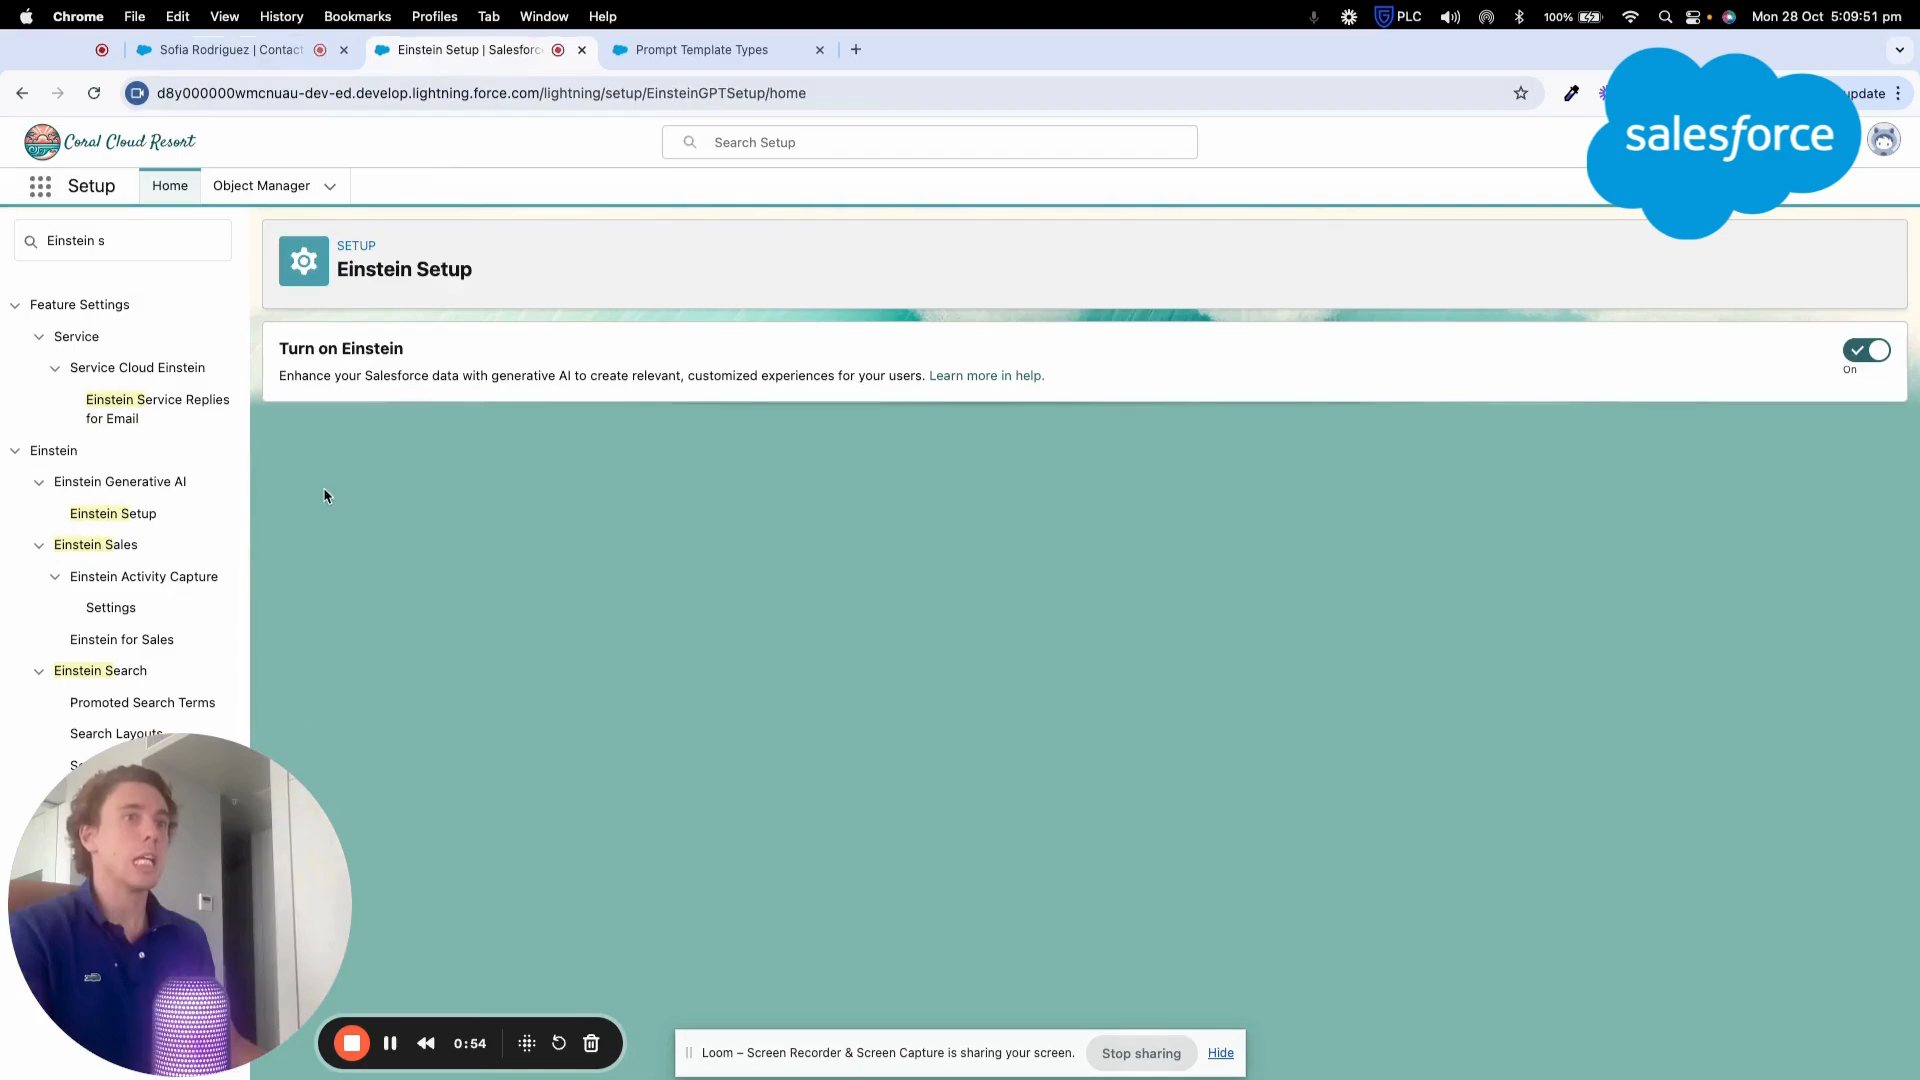 Chrome File Edit View History Bookmarks Profiles Tab Window Help PLC 100% Mon 28 Oct 5:09:51 pm
Sofia Rodriguez | Contact Einstein Setup | Salesforc Prompt Template Types
d8y000000wmcnuau-dev-ed.develop.lightning.force.com/lightning/setup/EinsteinGPTSetup/home update
salesforce
Coral Cloud Resort Search Setup
Setup Home Object Manager
Einstein s
SETUP
Einstein Setup
Feature Settings
Service
Service Cloud Einstein
Einstein Service Replies
for Email
Turn on Einstein
Enhance your Salesforce data with generative AI to create relevant, customized experiences for your users. Learn more in help.
On
Einstein
Einstein Generative AI
Einstein Setup
Einstein Sales
Einstein Activity Capture
Settings
Einstein for Sales
Einstein Search
Promoted Search Terms
Search Layouts
0:54
Loom – Screen Recorder & Screen Capture is sharing your screen. Stop sharing Hide